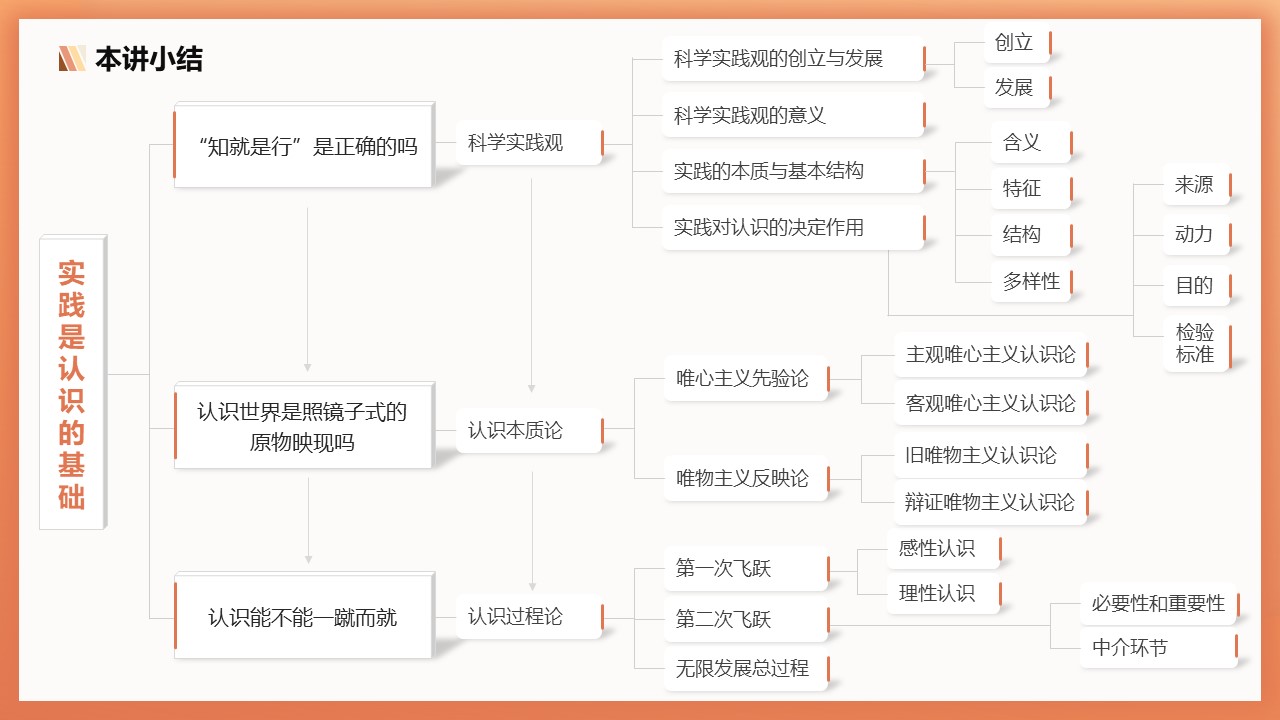 本讲小结
实践是认识的基础
“知就是行”是正确的吗
科学实践观
科学实践观的创立与发展
创立
发展
科学实践观的意义
实践的本质与基本结构
含义
特征
结构
多样性
实践对认识的决定作用
来源
动力
目的
检验
标准
认识世界是照镜子式的
原物映现吗
认识本质论
唯心主义先验论
主观唯心主义认识论
客观唯心主义认识论
唯物主义反映论
旧唯物主义认识论
辩证唯物主义认识论
认识能不能一蹴而就
认识过程论
第一次飞跃
感性认识
理性认识
第二次飞跃
必要性和重要性
中介环节
无限发展总过程